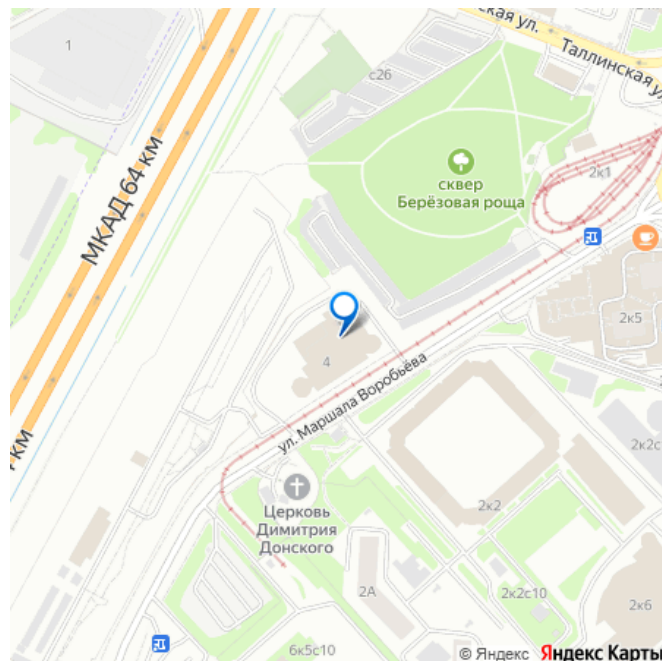 ская ул.
Таллинская ул
1
с26
МКАД 64 км
2к1
сквер
Берёзовая роща
2к5
4
ул. Маршала Воробьёва
км
2к2с
2к2
Церковь
Димитрия
Донского
2А
2к2с10
2к6
6к5с10
© Яндекс Яндекс Карты